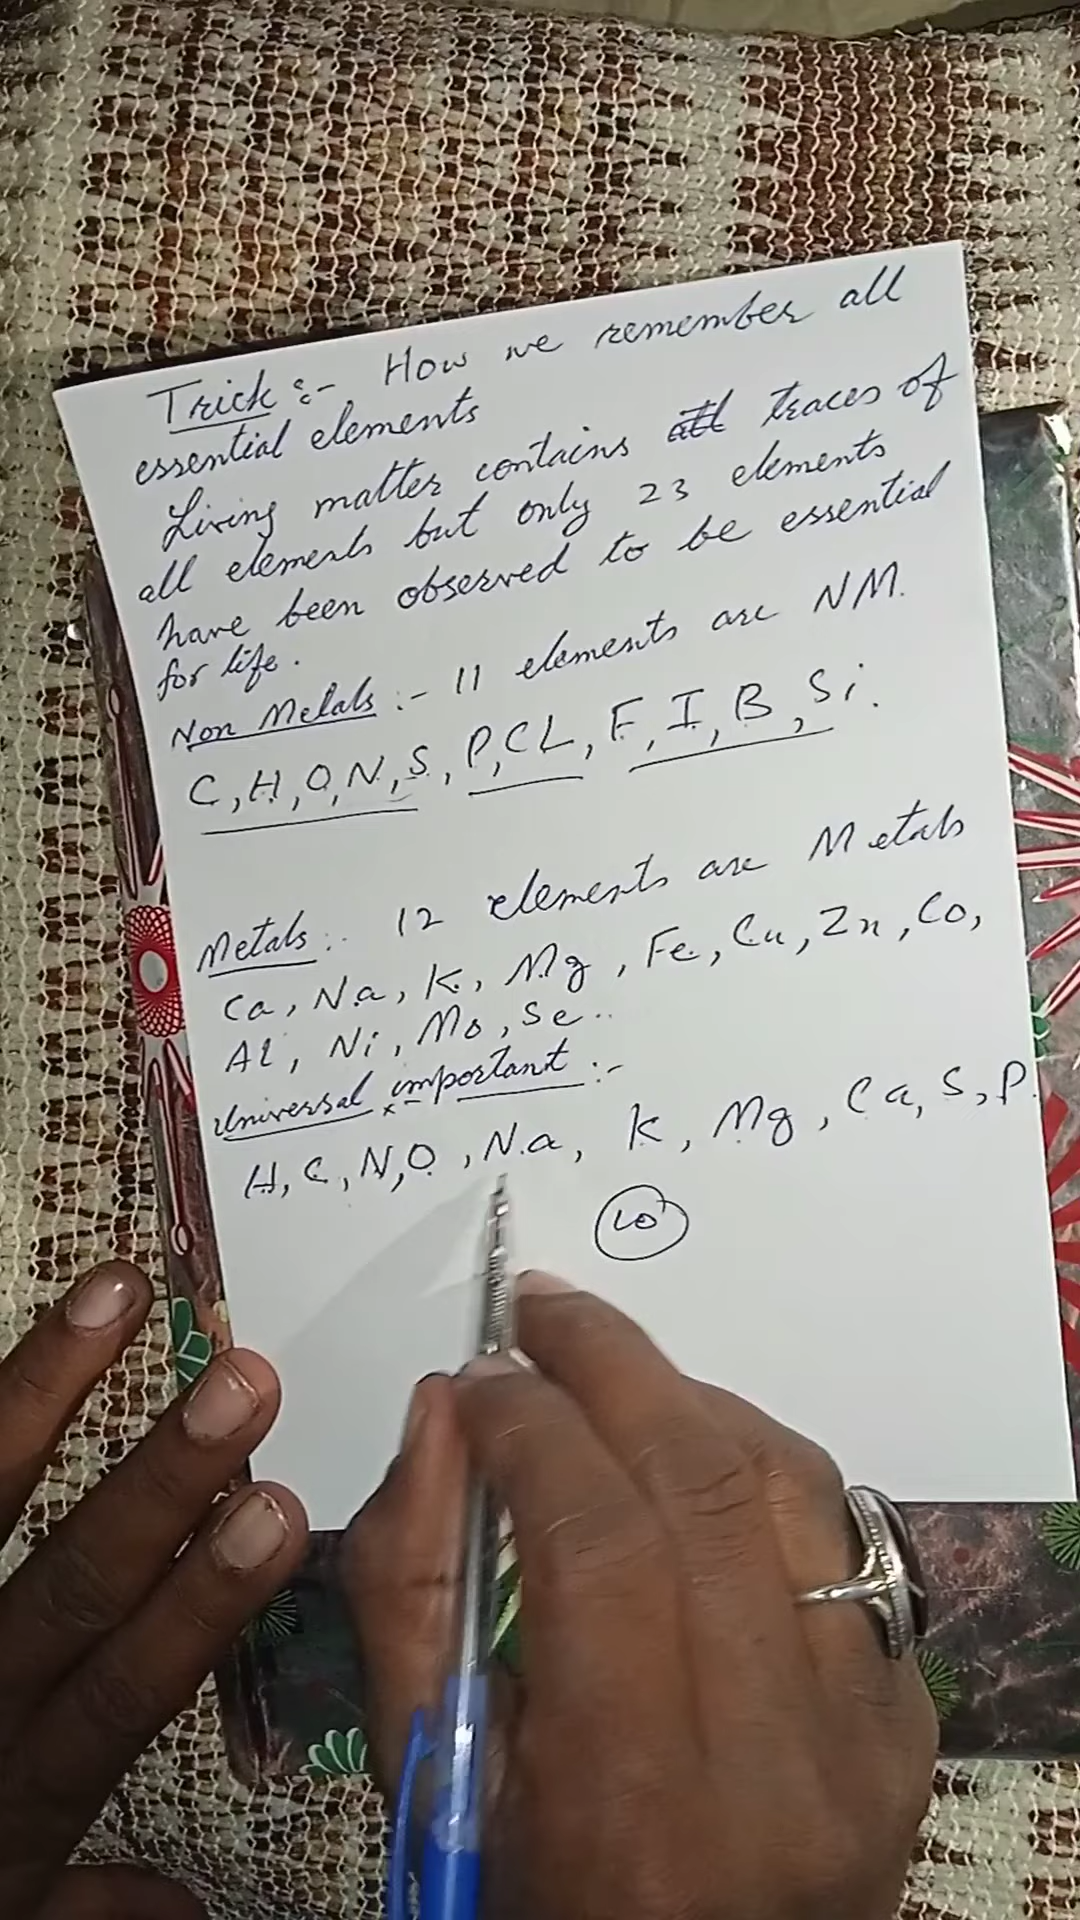 Trick :- How we remember all
essential elements
Living matter contains all traces of
all elements but only 23 elements
have been observed to be essential
for life.
Non Metals :- 11 elements are NM.
C, H, O, N, S, P, CL, F, I, B, Si.
Metals :- 12 elements are Metals
Ca, Na, K, Mg, Fe, Cu, Zn, Co,
Al, Ni, Mo, Se..
Universal important :-
H, C, N, O, Na, K, Mg, Ca, S, P.
10